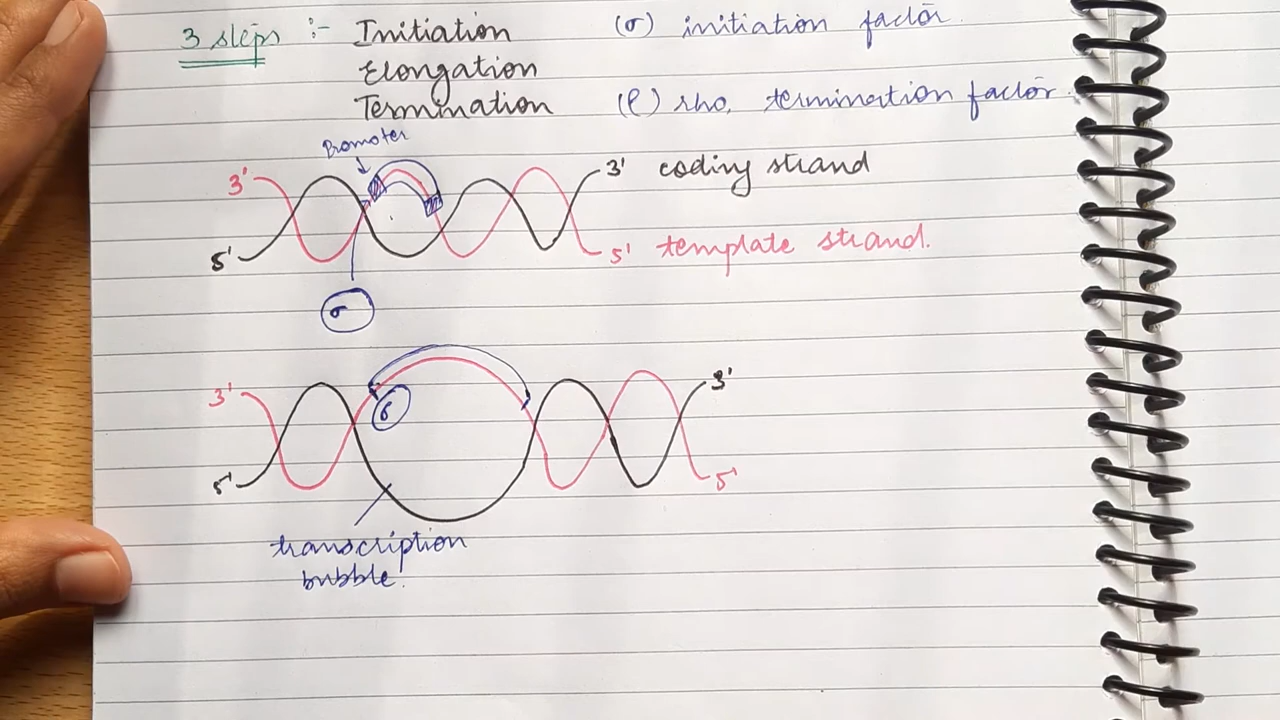 3 steps :- Initiation (σ) initiation factor.
Elongation
Termination (ρ) rho, termination factor.
Promoter
3' 3' coding strand
5' 5' template strand.
σ
3' 3'
σ
5' 5'
transcription
bubble.